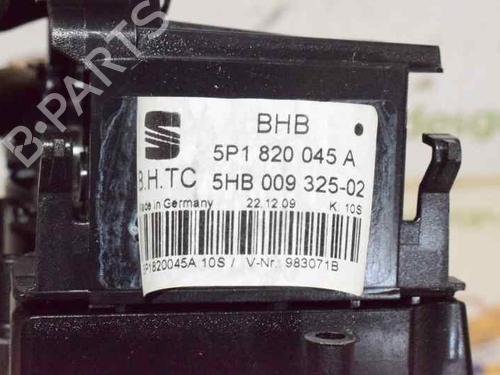 BHB
5P1 820 045 A
B.H.TC 5HB 009 325-02
Made in Germany 22.12.09 K: 10S
5P1820045A 10S / V-Nr. 983071B
B-PARTS